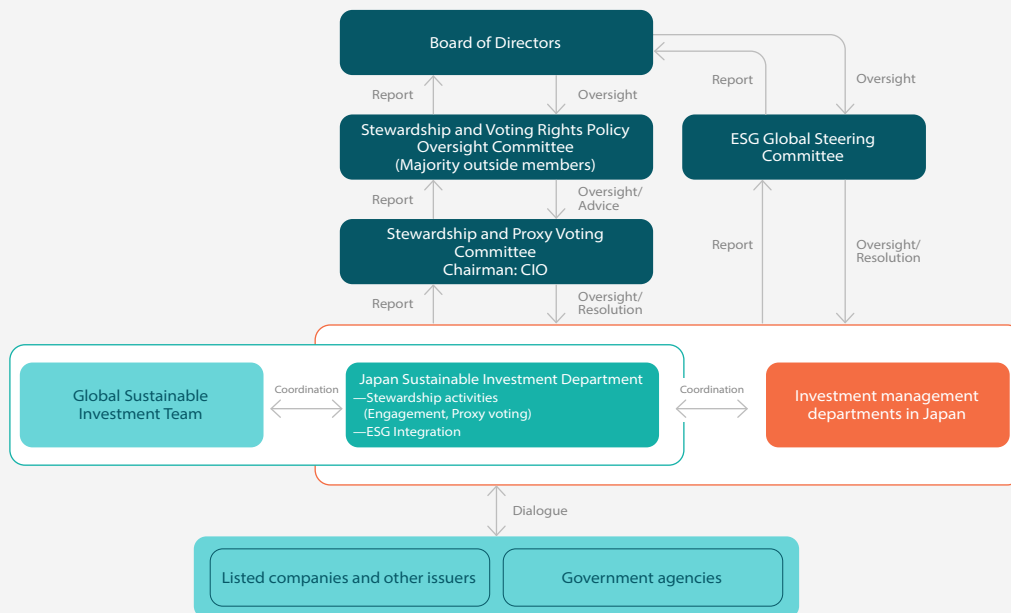 Board of Directors
Report
Oversight
Report
Oversight
Stewardship and Voting Rights Policy
Oversight Committee
(Majority outside members)
ESG Global Steering
Committee
Report
Oversight/
Advice
Stewardship and Proxy Voting
Committee
Chairman: CIO
Report
Oversight/
Resolution
Report
Oversight/
Resolution
Global Sustainable
Investment Team
Coordination
Japan Sustainable Investment Department
—Stewardship activities
(Engagement, Proxy voting)
—ESG Integration
Coordination
Investment management
departments in Japan
Dialogue
Listed companies and other issuers
Government agencies